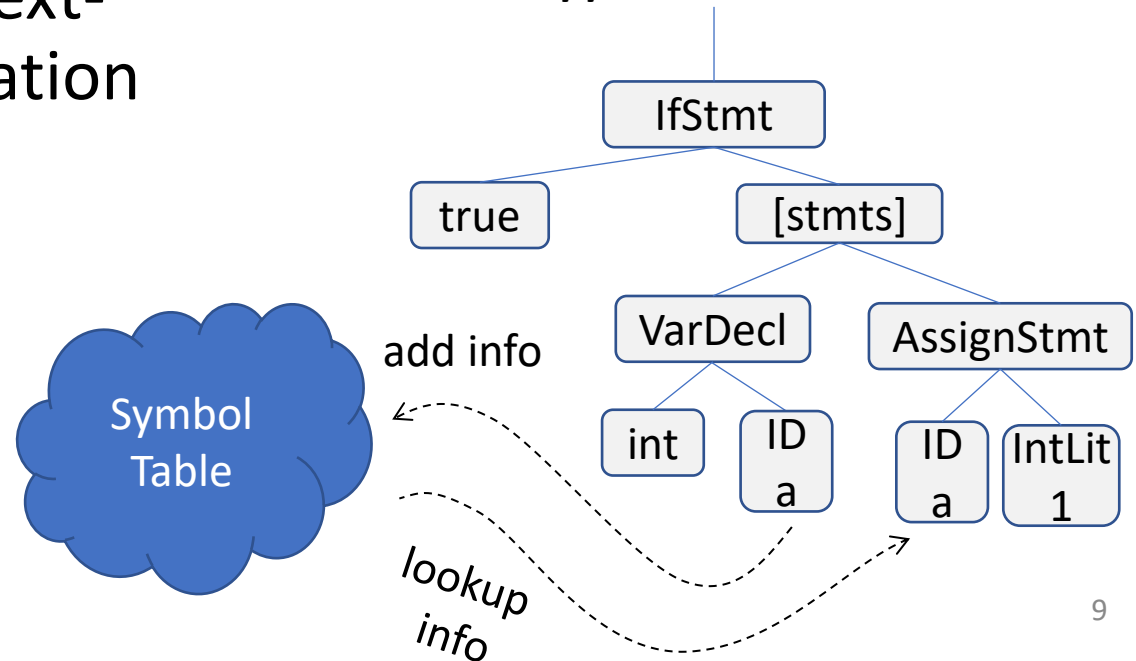 ext-
ation
IfStmt
true
[stmts]
VarDecl
AssignStmt
add info
Symbol
Table
int
ID
a
ID
a
IntLit
1
lookup
info
9